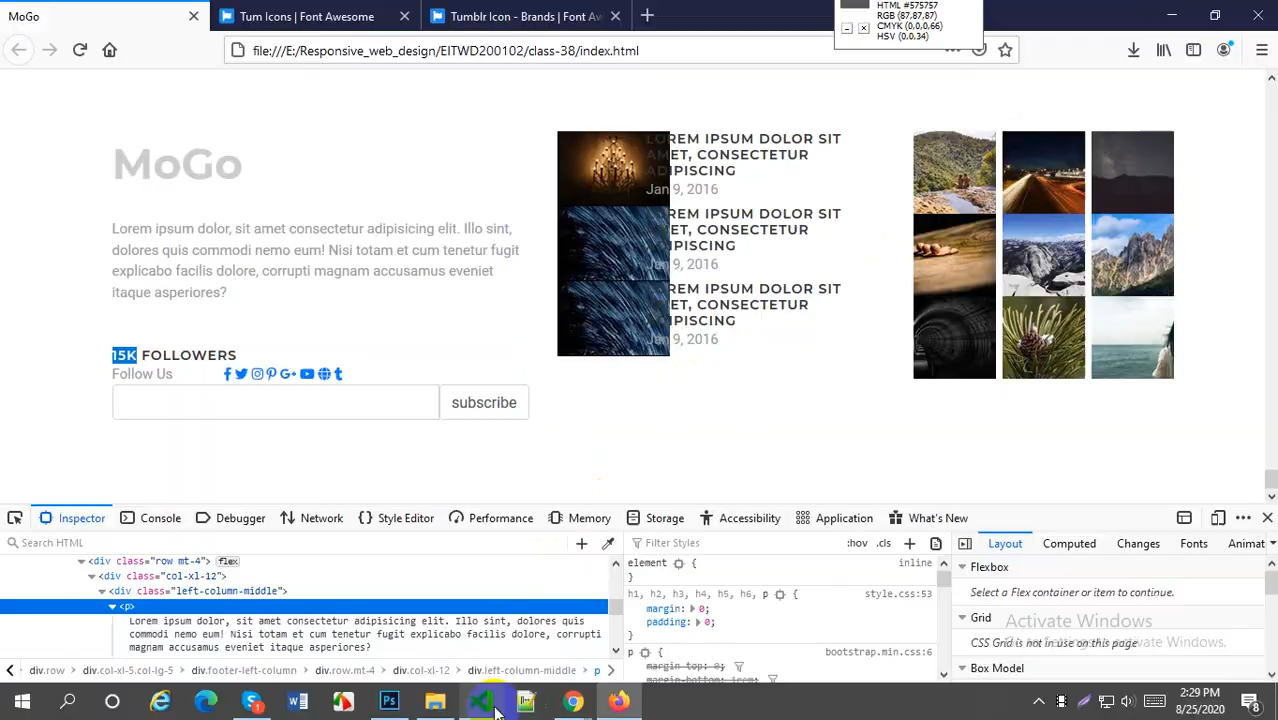 MoGo
Tum Icons | Font Awesome
Tumblr Icon - Brands | Font Aw
HTML #575757
RGB (87,87,87)
CMYK (0,0,0,66)
HSV (0,0,34)
file:///E:/Responsive_web_design/EITWD200102/class-38/index.html
MoGo
Lorem ipsum dolor, sit amet consectetur adipisicing elit. Illo sint,
dolores quis commodi nemo eum! Nisi totam et cum tenetur fugit
explicabo facilis dolore, corrupti magnam accusamus eveniet
itaque asperiores?
15K FOLLOWERS
Follow Us
subscribe
LOREM IPSUM DOLOR SIT
AMET, CONSECTETUR
ADIPISCING
Jan 9, 2016
LOREM IPSUM DOLOR SIT
AMET, CONSECTETUR
ADIPISCING
Jan 9, 2016
LOREM IPSUM DOLOR SIT
AMET, CONSECTETUR
ADIPISCING
Jan 9, 2016
Inspector
Console
Debugger
Network
Style Editor
Performance
Memory
Storage
Accessibility
Application
What's New
Search HTML
<div class="row mt-4"> flex
<div class="col-xl-12">
<div class="left-column-middle">
<p>
Lorem ipsum dolor, sit amet consectetur adipisicing elit. Illo sint, dolores
quis commodi nemo eum! Nisi totam et cum tenetur fugit explicabo facilis
dolore, corrupti magnam accusamus eveniet itaque asperiores?
div.row
div.col-xl-5.col-lg-5
div.footer-left-column
div.row.mt-4
div.col-xl-12
div.left-column-middle
p
Filter Styles
:hov .cls
element { inline
}
h1, h2, h3, h4, h5, h6, p { style.css:53
margin: 0;
padding: 0;
}
p { bootstrap.min.css:6
margin-top: 0;
margin-bottom: 1rem;
Layout
Computed
Changes
Fonts
Animat
Flexbox
Select a Flex container or item to continue.
Grid
CSS Grid is not in use on this page
Box Model
Activate Windows
Go to Settings to activate Windows.
2:29 PM
8/25/2020